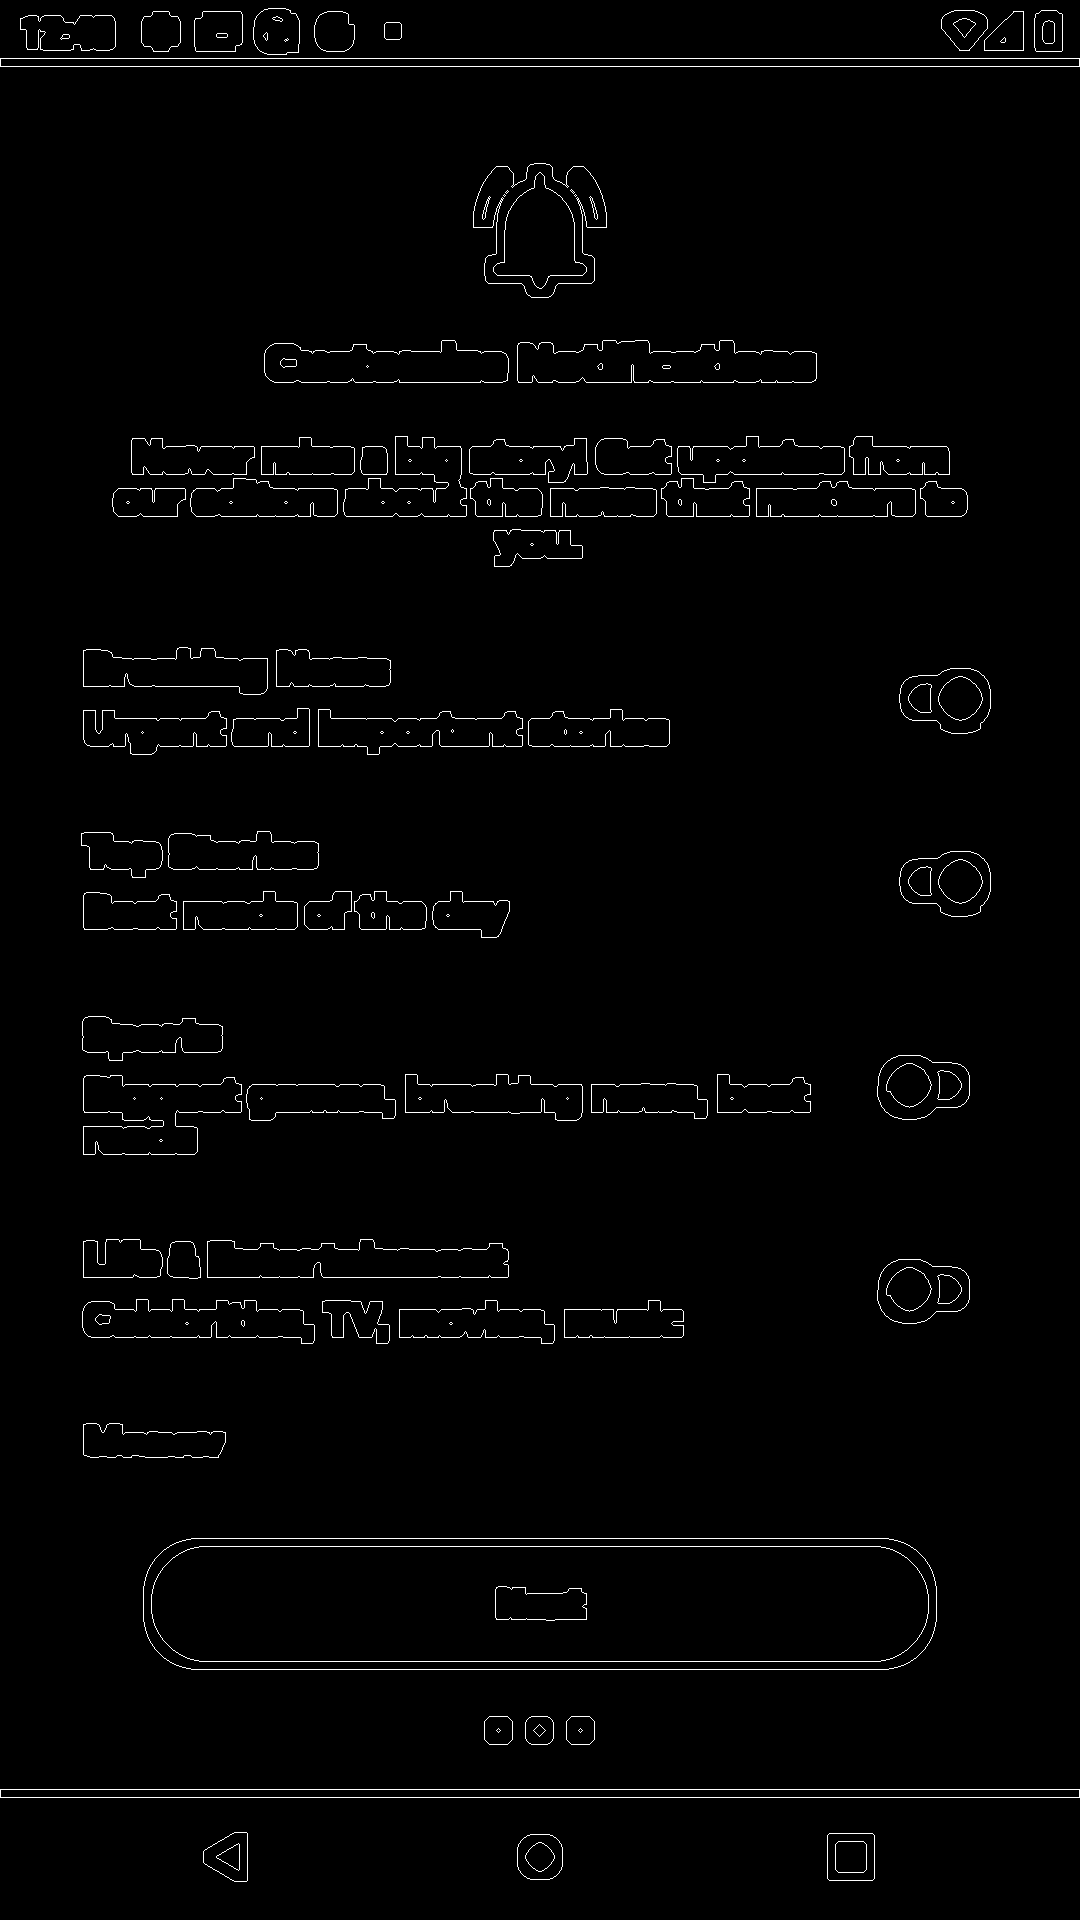 12:43
Customize Notifications
Never miss a big story! Get updates from
our editors about the news that matters to
you.
Breaking News
Urgent and important stories
Top Stories
Best reads of the day
Sports
Biggest games, breaking news, best
reads
Life & Entertainment
Celebrities, TV, movies, music
Money
Next